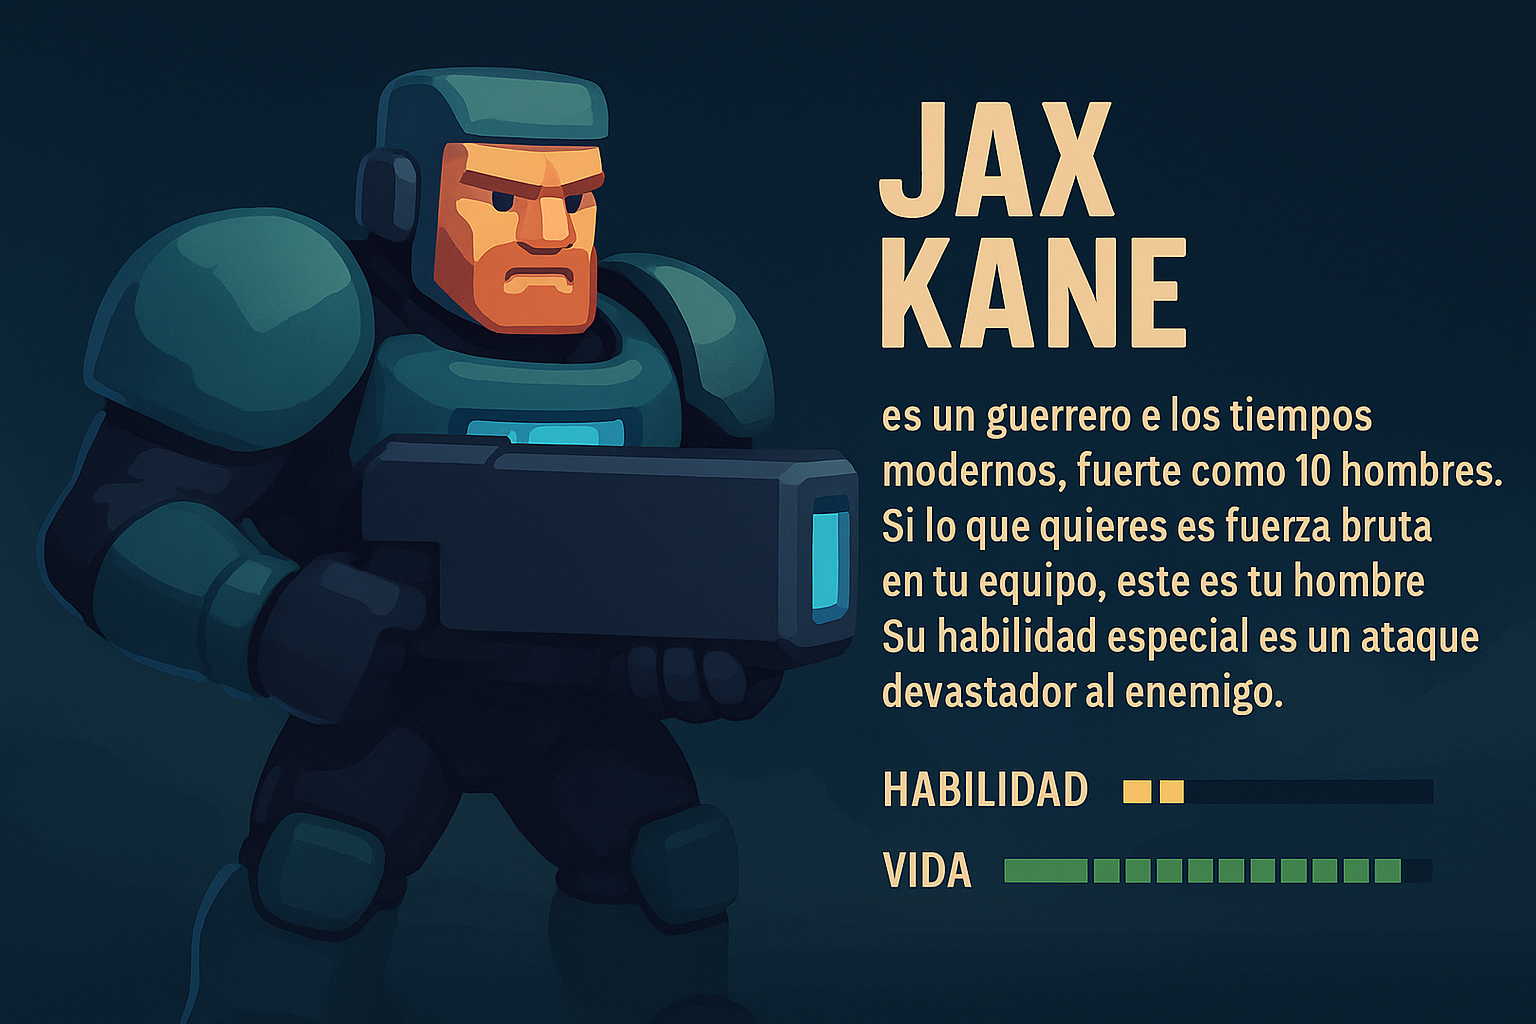 JAX
KANE
es un guerrero e los tiempos
modernos, fuerte como 10 hombres.
Si lo que quieres es fuerza bruta
en tu equipo, este es tu hombre
Su habilidad especial es un ataque
devastador al enemigo.
HABILIDAD
VIDA